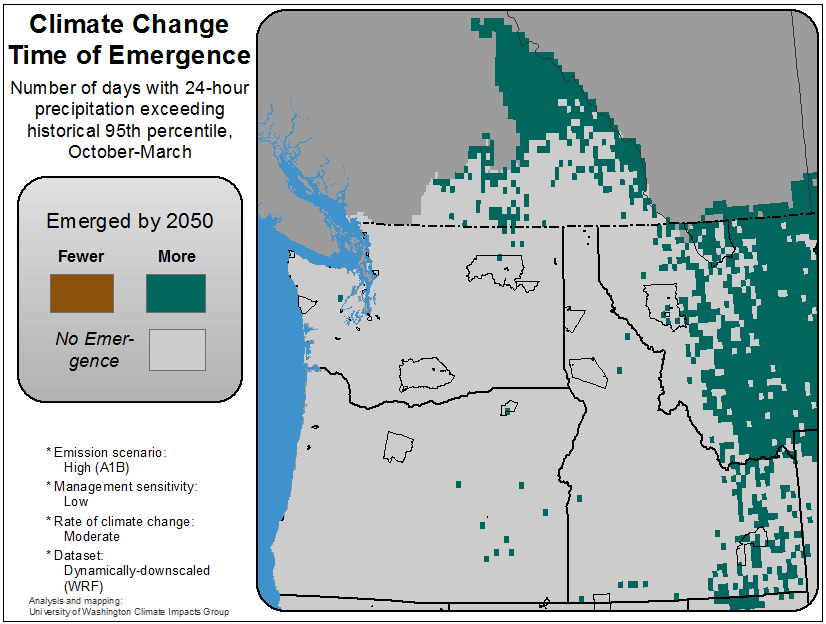 Climate Change
Time of Emergence
Number of days with 24-hour
precipitation exceeding
historical 95th percentile,
October-March
Emerged by 2050
Fewer More
No Emer-
gence
* Emission scenario:
High (A1B)
* Management sensitivity:
Low
* Rate of climate change:
Moderate
* Dataset:
Dynamically-downscaled
(WRF)
Analysis and mapping:
University of Washington Climate Impacts Group